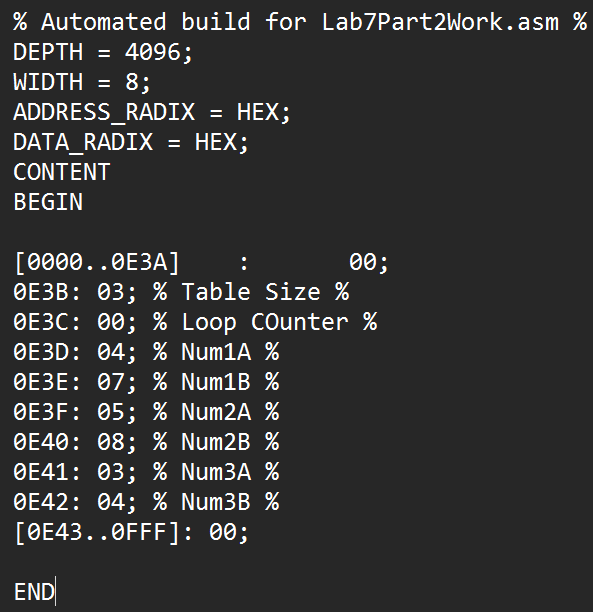 % Automated build for Lab7Part2Work.asm %
DEPTH = 4096;
WIDTH = 8;
ADDRESS_RADIX = HEX;
DATA_RADIX = HEX;
CONTENT
BEGIN
[0000..0E3A]    :       00;
0E3B: 03; % Table Size %
0E3C: 00; % Loop COunter %
0E3D: 04; % Num1A %
0E3E: 07; % Num1B %
0E3F: 05; % Num2A %
0E40: 08; % Num2B %
0E41: 03; % Num3A %
0E42: 04; % Num3B %
[0E43..0FFF]: 00;
END